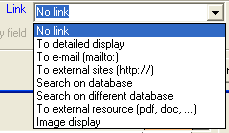 Link No link
No link
y field To detailed display
To e-mail (mailto:)
To external sites (http://)
Search on database
Search on different database
To external resource (pdf, doc, ...)
Image display